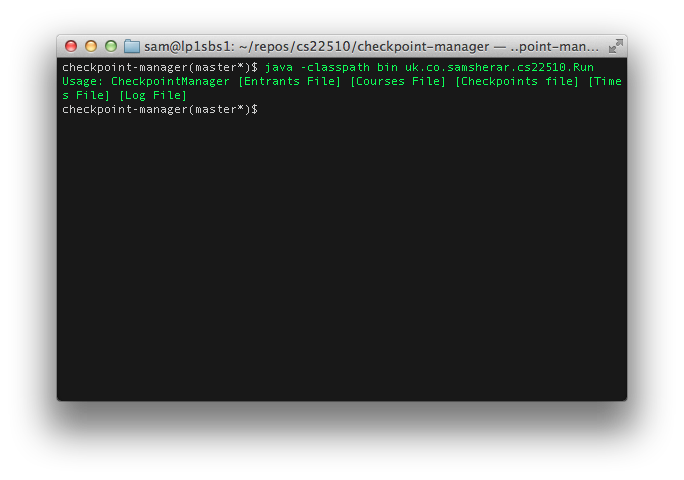 sam@lp1sbs1: ~/repos/cs22510/checkpoint-manager — ..point-man...
checkpoint-manager(master*)$ java -classpath bin uk.co.samsherar.cs22510.Run
Usage: CheckpointManager [Entrants File] [Courses File] [Checkpoints file] [Time
s File] [Log File]
checkpoint-manager(master*)$